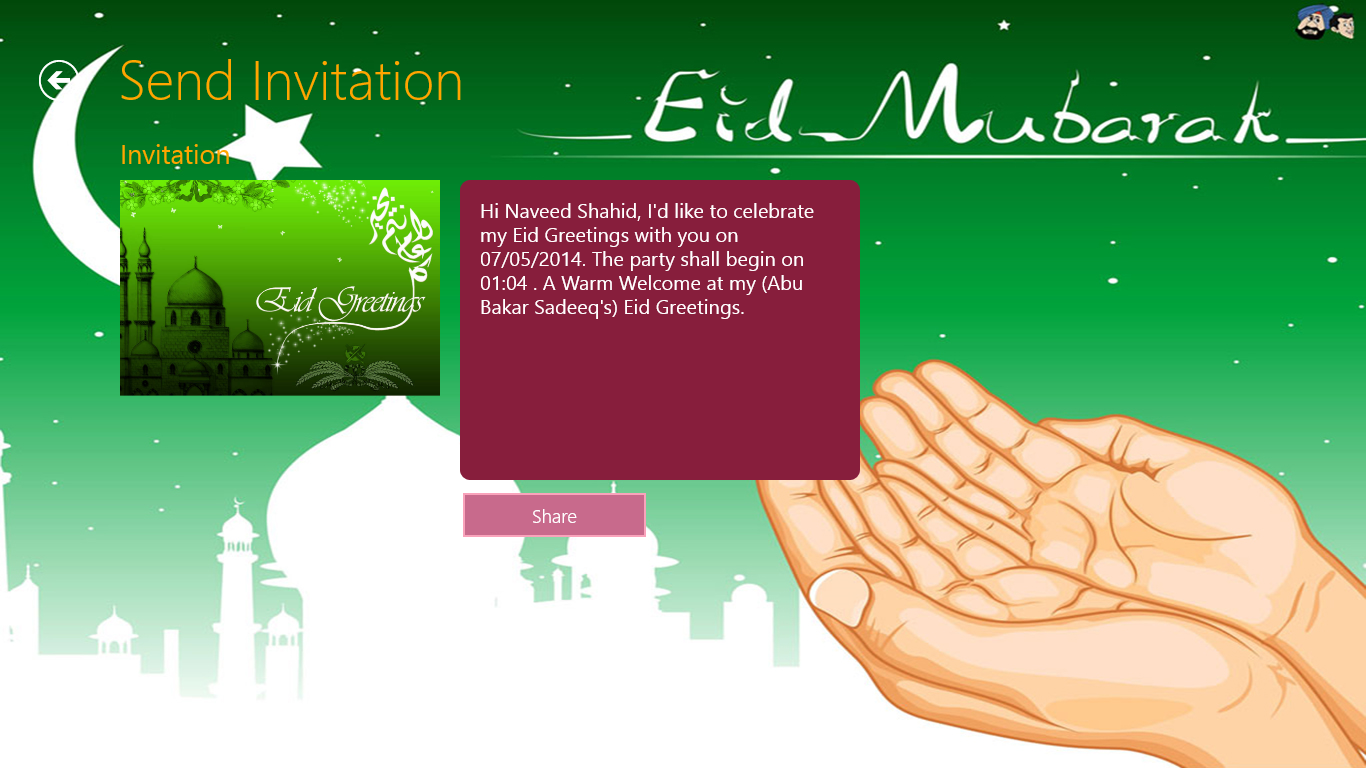 Send Invitation
Eid Mubarak
Invitation
Eid Greetings
Hi Naveed Shahid, I'd like to celebrate
my Eid Greetings with you on
07/05/2014. The party shall begin on
01:04 . A Warm Welcome at my (Abu
Bakar Sadeeq's) Eid Greetings.
Share